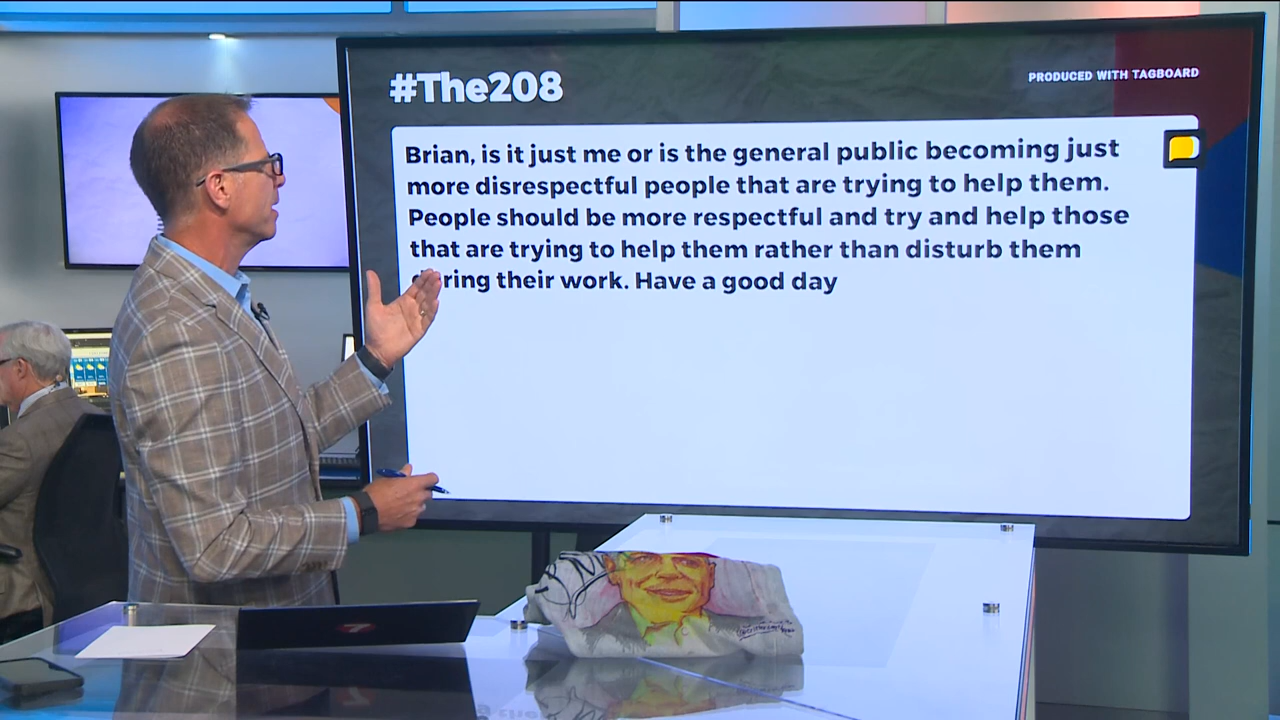 #The208
PRODUCED WITH TAGBOARD
Brian, is it just me or is the general public becoming just
more disrespectful people that are trying to help them.
People should be more respectful and try and help those
that are trying to help them rather than disturb them
their work. Have a good day
7